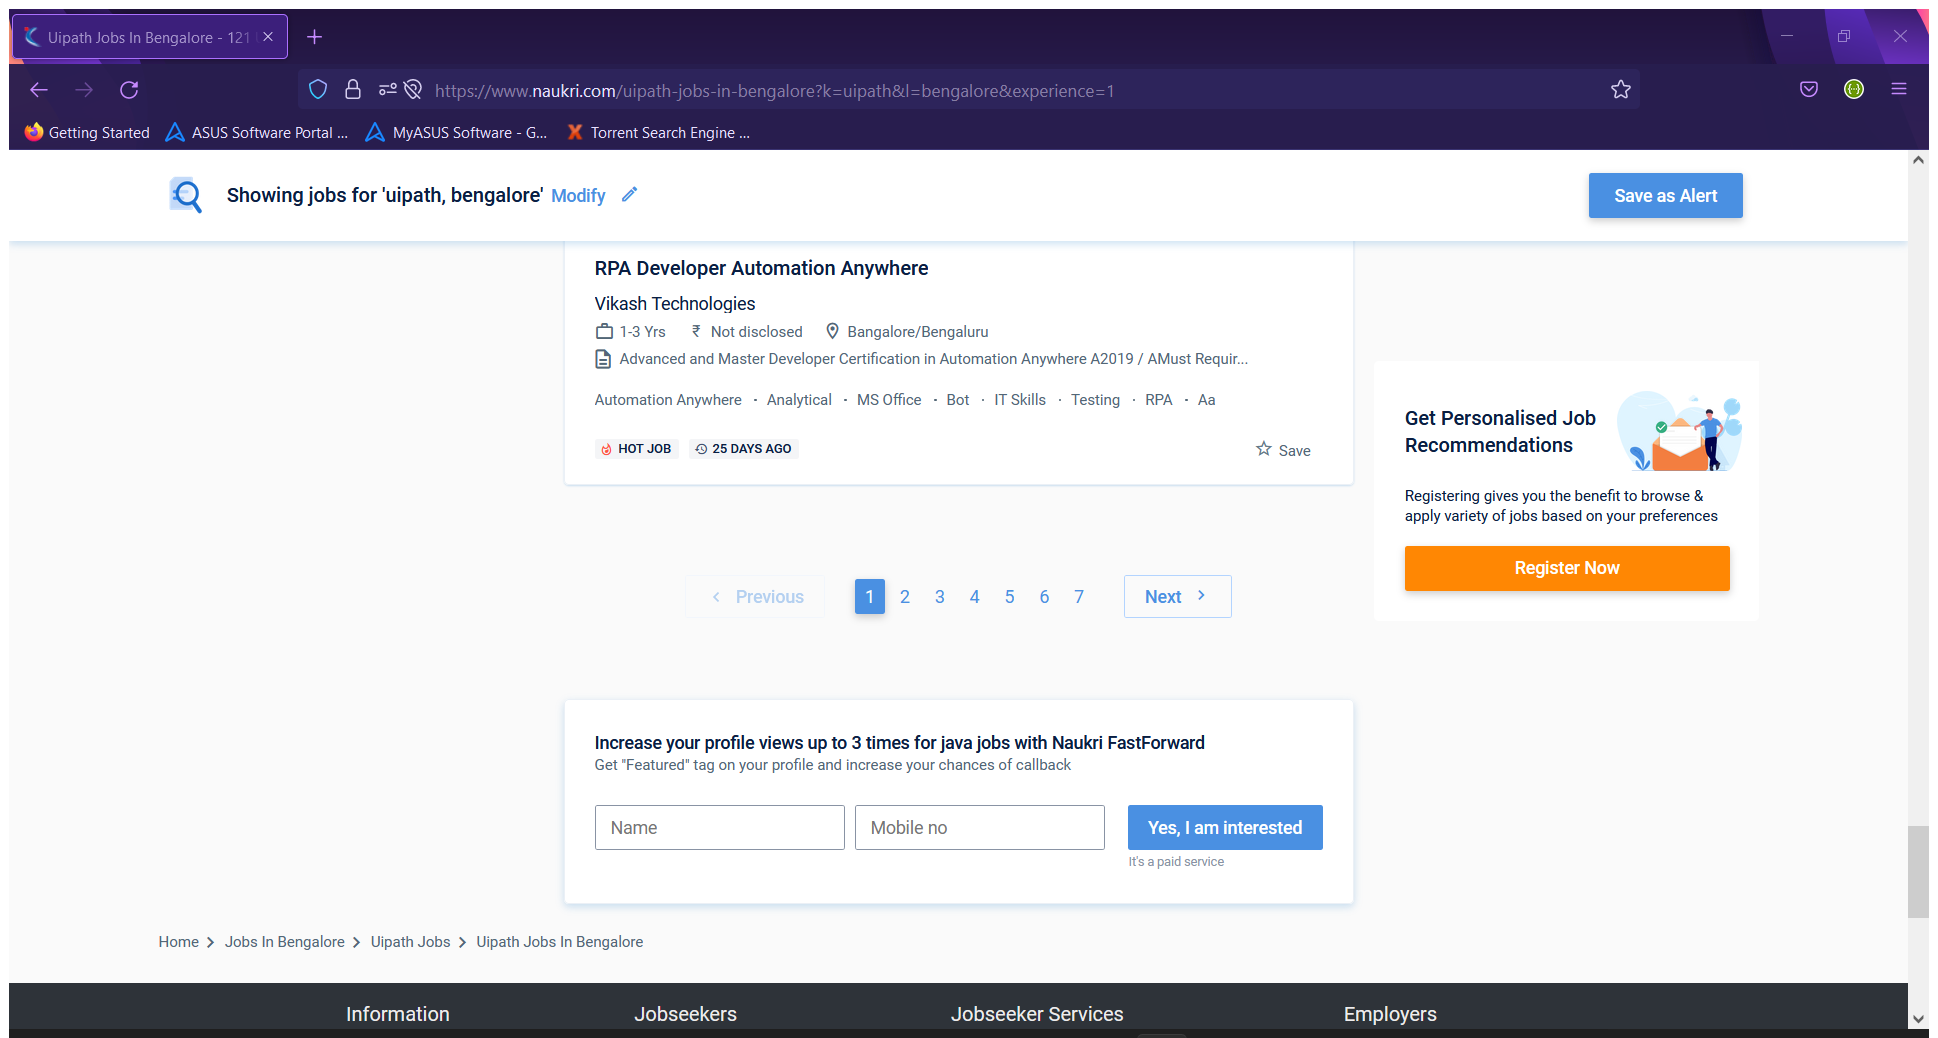 Uipath Jobs In Bengalore - 121
https://www.naukri.com/uipath-jobs-in-bengalore?k=uipath&l=bengalore&experience=1
Getting Started ASUS Software Portal ... MyASUS Software - G... Torrent Search Engine ...
Showing jobs for 'uipath, bengalore' Modify
Save as Alert
RPA Developer Automation Anywhere
Vikash Technologies
1-3 Yrs ₹ Not disclosed Bangalore/Bengaluru
Advanced and Master Developer Certification in Automation Anywhere A2019 / AMust Requir...
Automation Anywhere · Analytical · MS Office · Bot · IT Skills · Testing · RPA · Aa
HOT JOB 25 DAYS AGO Save
Get Personalised Job
Recommendations
Registering gives you the benefit to browse &
apply variety of jobs based on your preferences
Register Now
Previous 1 2 3 4 5 6 7 Next
Increase your profile views up to 3 times for java jobs with Naukri FastForward
Get "Featured" tag on your profile and increase your chances of callback
Name Mobile no Yes, I am interested
It's a paid service
Home > Jobs In Bengalore > Uipath Jobs > Uipath Jobs In Bengalore
Information Jobseekers Jobseeker Services Employers